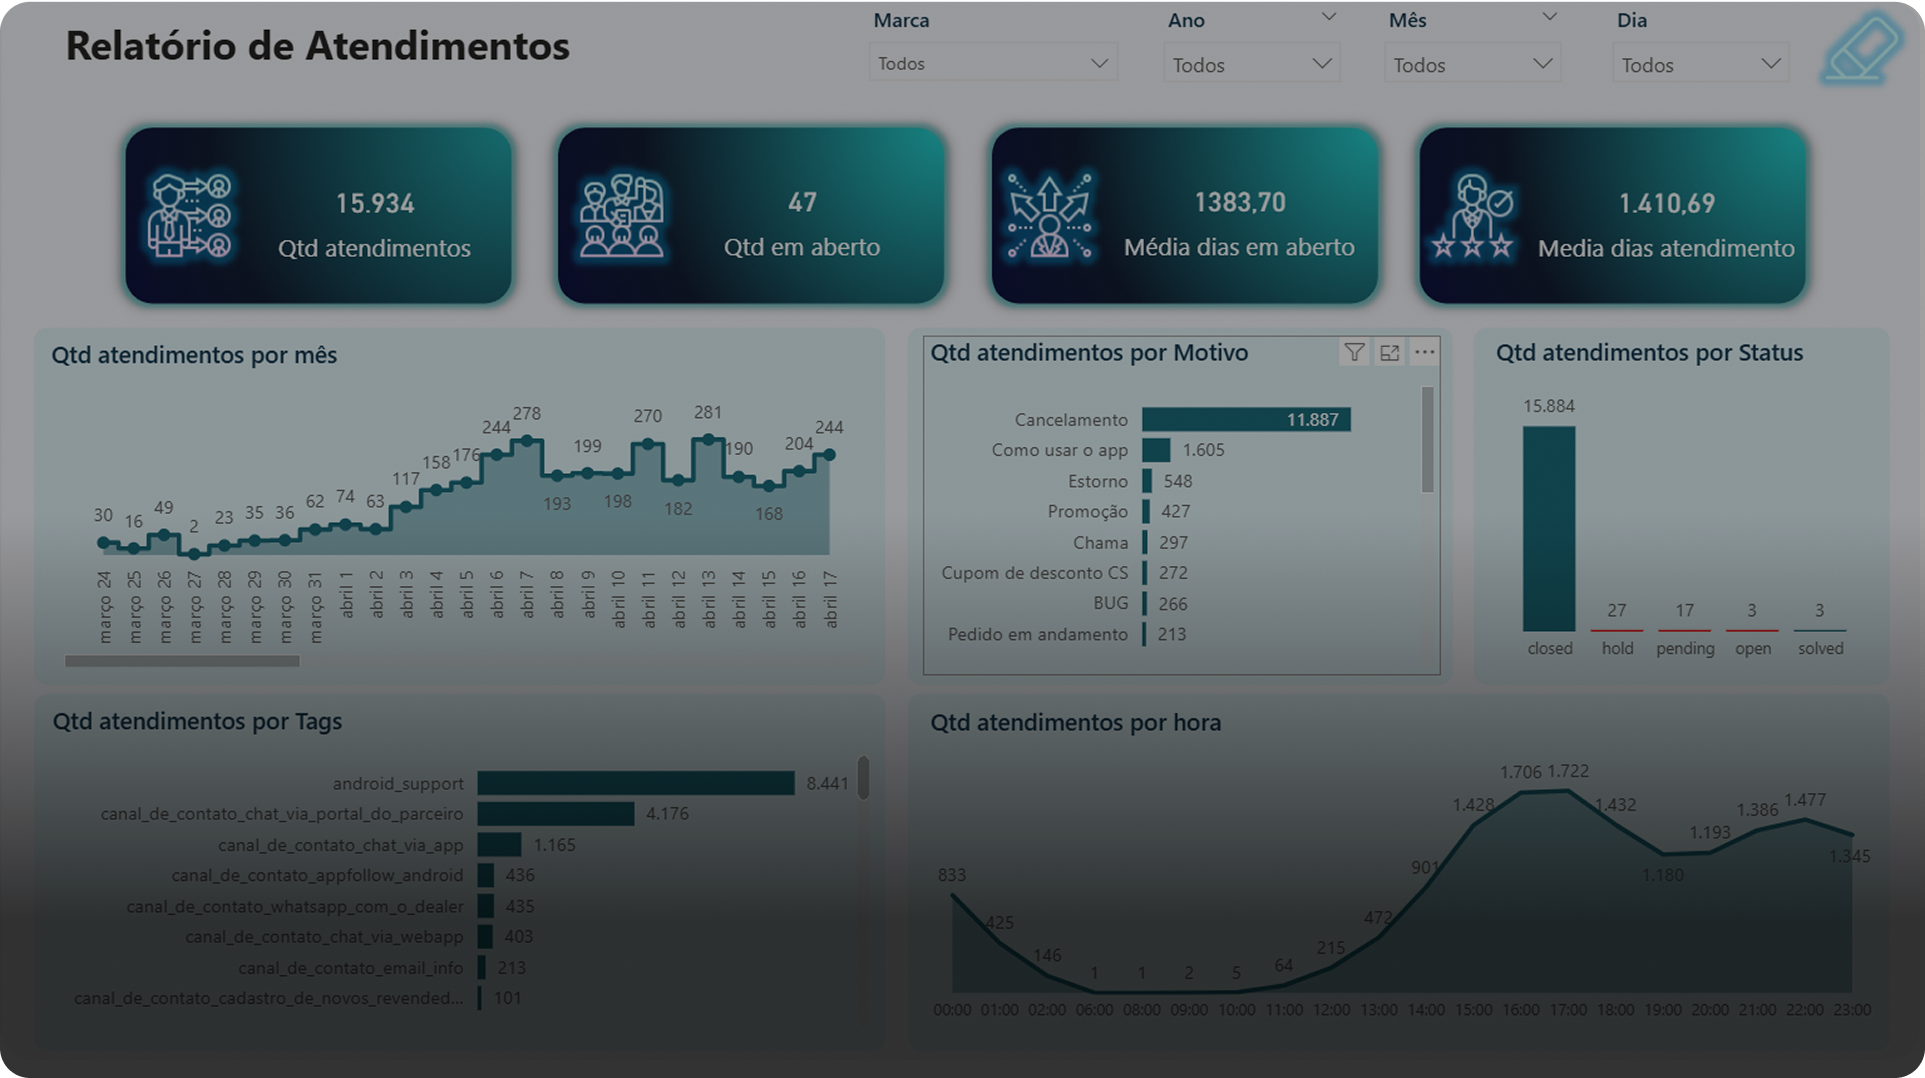 Relatório de Atendimentos
Marca
Todos
Ano
Todos
Mês
Todos
Dia
Todos
15.934
Qtd atendimentos
47
Qtd em aberto
1383,70
Média dias em aberto
1.410,69
Media dias atendimento
Qtd atendimentos por mês
30 16 49 2 23 35 36 62 74 63 117 158 176 244 278 193 199 198 270 182 281 190 168 204 244
março 24
março 25
março 26
março 27
março 28
março 29
março 30
março 31
abril 1
abril 2
abril 3
abril 4
abril 5
abril 6
abril 7
abril 8
abril 9
abril 10
abril 11
abril 12
abril 13
abril 14
abril 15
abril 16
abril 17
Qtd atendimentos por Motivo
Cancelamento 11.887
Como usar o app 1.605
Estorno 548
Promoção 427
Chama 297
Cupom de desconto CS 272
BUG 266
Pedido em andamento 213
Qtd atendimentos por Status
15.884 27 17 3 3
closed hold pending open solved
Qtd atendimentos por Tags
android_support 8.441
canal_de_contato_chat_via_portal_do_parceiro 4.176
canal_de_contato_chat_via_app 1.165
canal_de_contato_appfollow_android 436
canal_de_contato_whatsapp_com_o_dealer 435
canal_de_contato_chat_via_webapp 403
canal_de_contato_email_info 213
canal_de_contato_cadastro_de_novos_revended... 101
Qtd atendimentos por hora
833 425 146 1 1 2 5 64 215 472 901 1.428 1.706 1.722 1.432 1.180 1.193 1.386 1.477 1.345
00:00 01:00 02:00 06:00 08:00 09:00 10:00 11:00 12:00 13:00 14:00 15:00 16:00 17:00 18:00 19:00 20:00 21:00 22:00 23:00